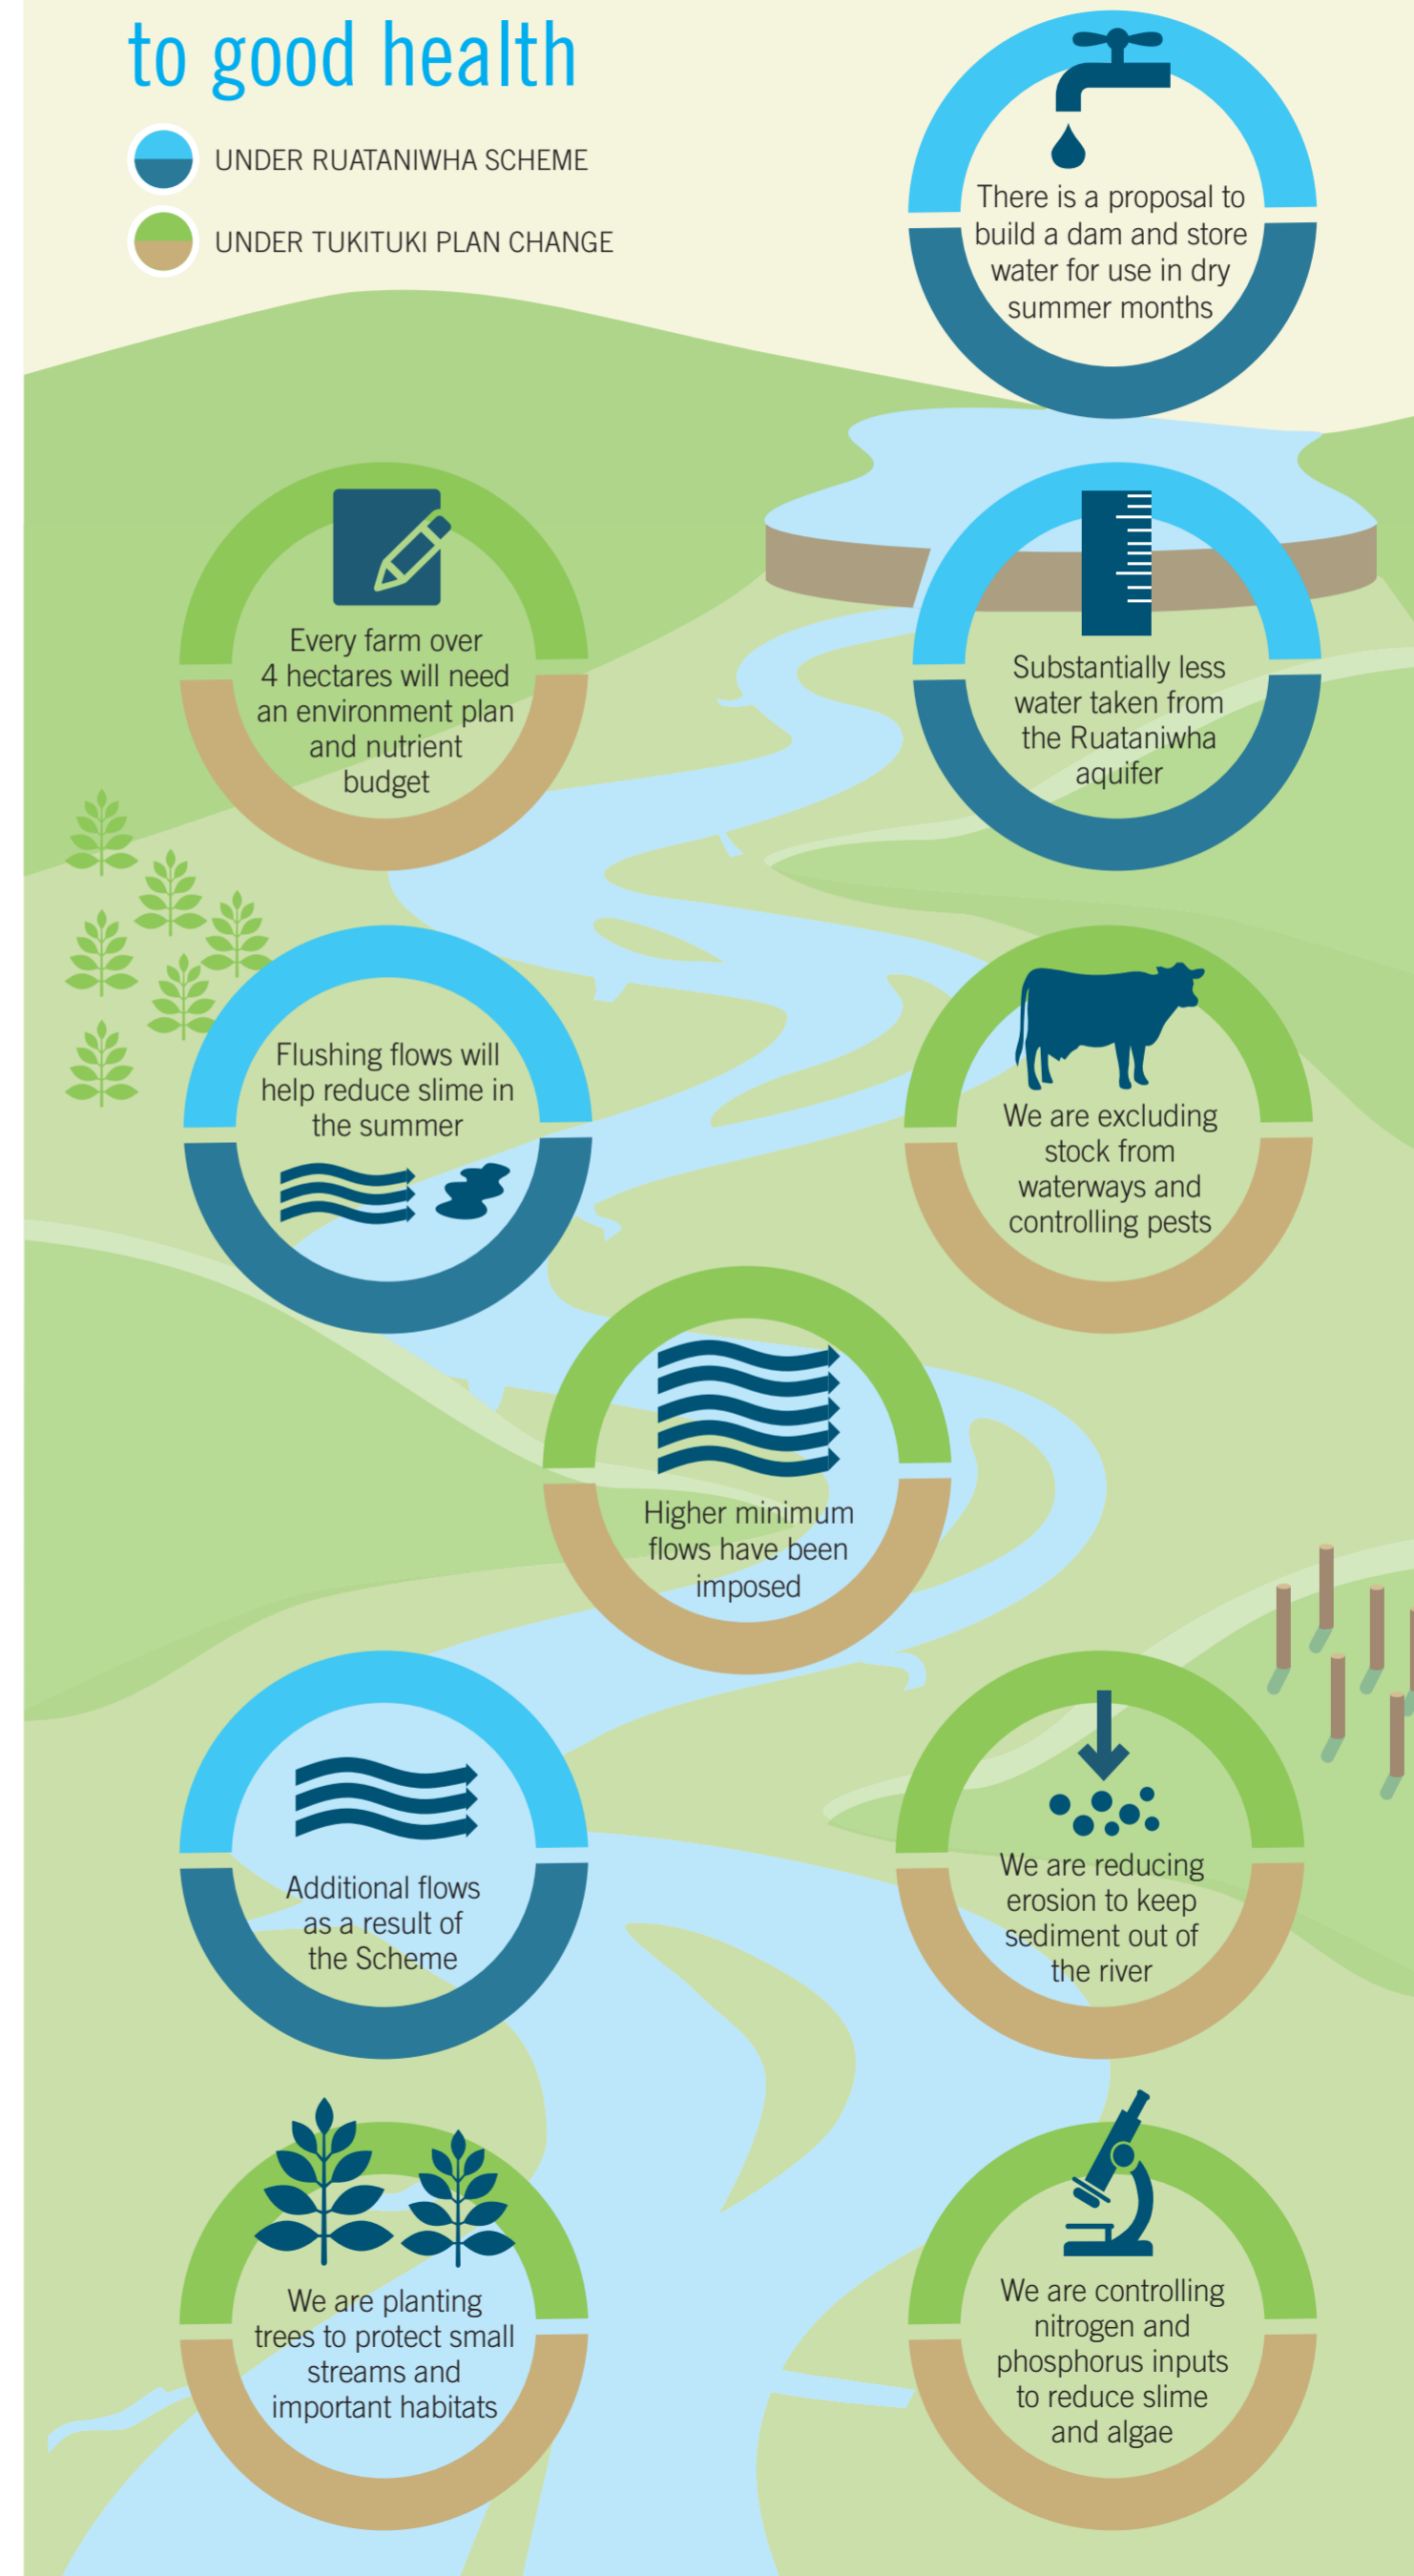 to good health
UNDER RUATANIWHA SCHEME
UNDER TUKITUKI PLAN CHANGE
There is a proposal to
build a dam and store
water for use in dry
summer months
Every farm over
4 hectares will need
an environment plan
and nutrient
budget
Substantially less
water taken from
the Ruataniwha
aquifer
Flushing flows will
help reduce slime in
the summer
We are excluding
stock from
waterways and
controlling pests
Higher minimum
flows have been
imposed
Additional flows
as a result of
the Scheme
We are reducing
erosion to keep
sediment out of
the river
We are planting
trees to protect small
streams and
important habitats
We are controlling
nitrogen and
phosphorus inputs
to reduce slime
and algae